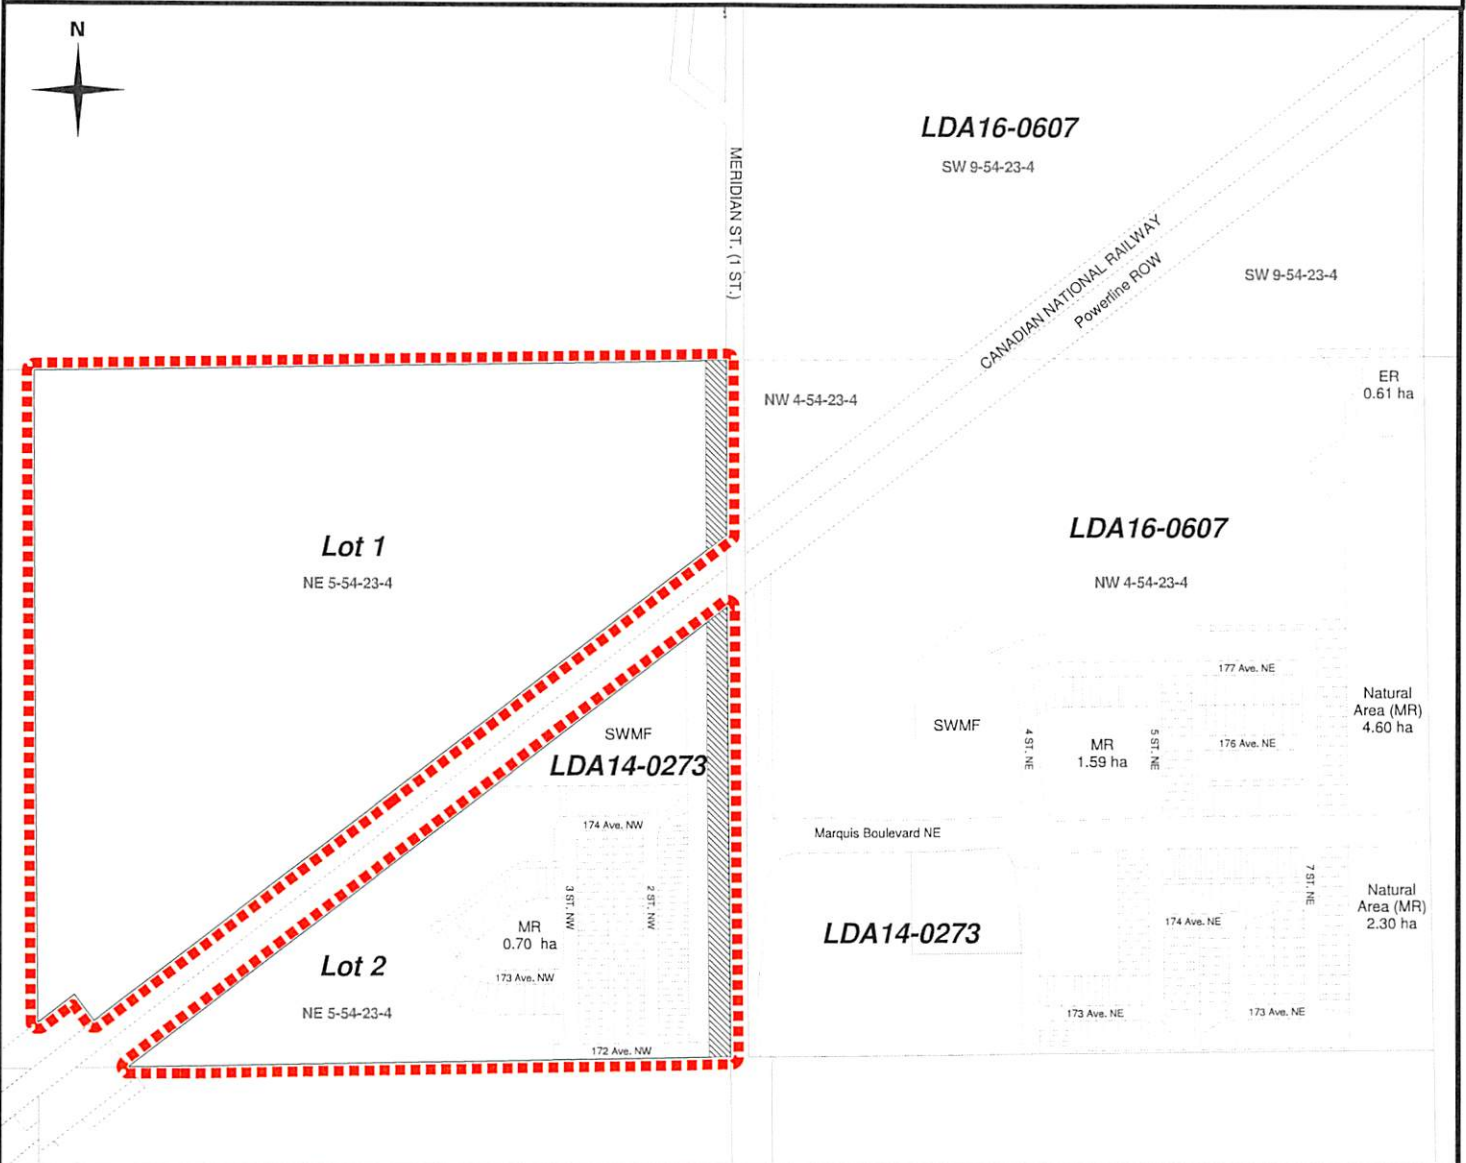 N
LDA16-0607
SW 9-54-23-4
MERIDIAN ST. (1 ST.)
CANADIAN NATIONAL RAILWAY
Powerline ROW
SW 9-54-23-4
NW 4-54-23-4
ER
0.61 ha
Lot 1
NE 5-54-23-4
LDA16-0607
NW 4-54-23-4
177 Ave. NE
SWMF
4 ST. NE
MR
1.59 ha
5 ST. NE
176 Ave. NE
Natural
Area (MR)
4.60 ha
SWMF
LDA14-0273
174 Ave. NW
Marquis Boulevard NE
3 ST. NW
2 ST. NW
MR
0.70 ha
173 Ave. NW
Lot 2
NE 5-54-23-4
172 Ave. NW
LDA14-0273
7 ST. NE
174 Ave. NE
Natural
Area (MR)
2.30 ha
173 Ave. NE
173 Ave. NE